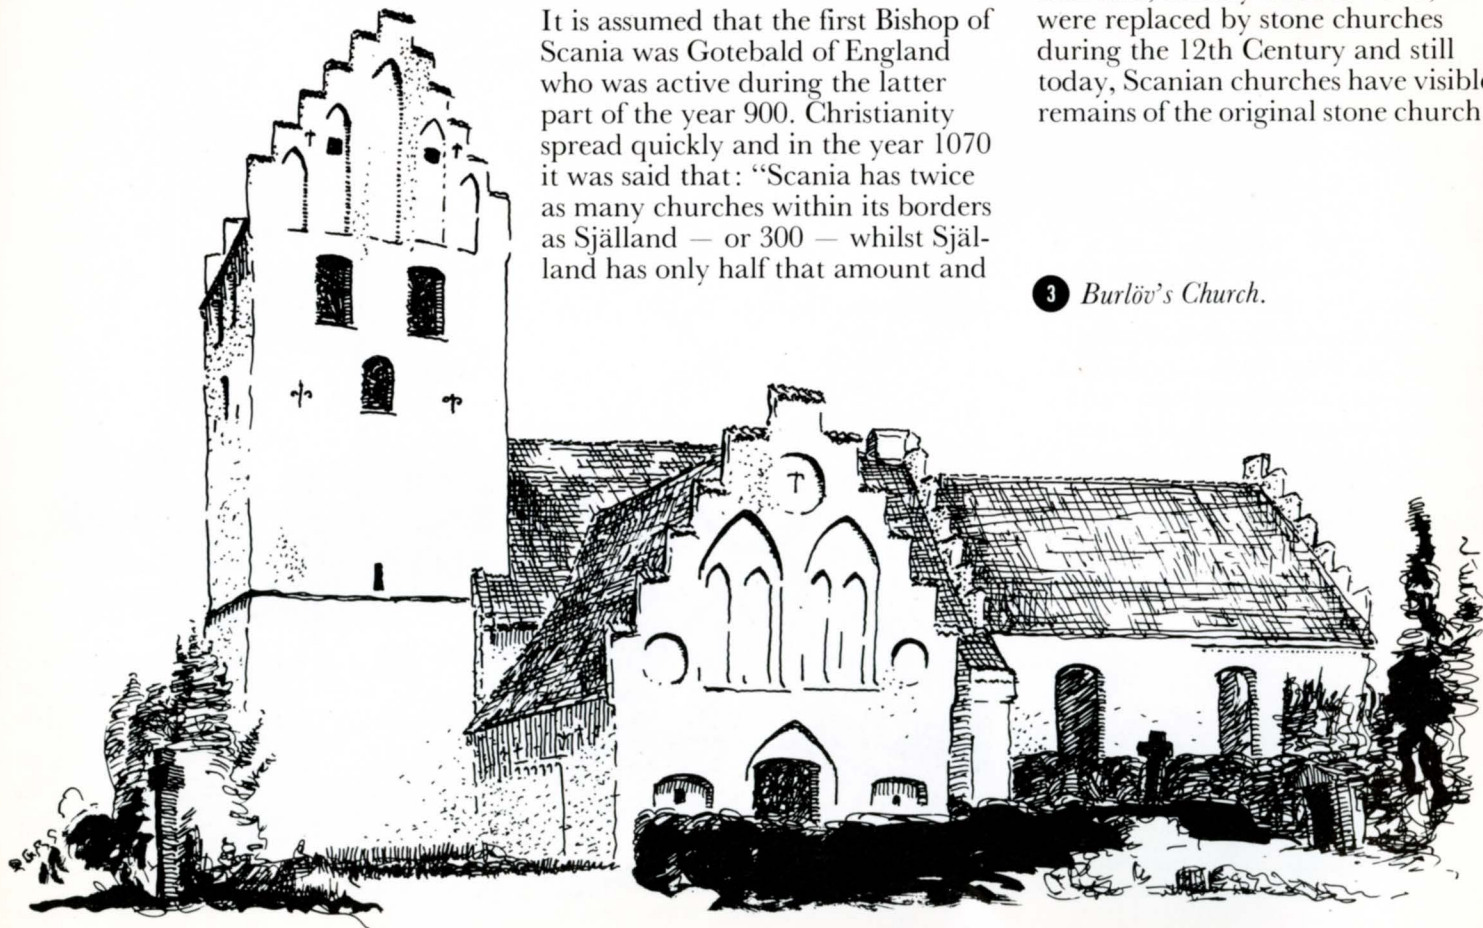 It is assumed that the first Bishop of
Scania was Gotebald of England
who was active during the latter
part of the year 900. Christianity
spread quickly and in the year 1070
it was said that: “Scania has twice
as many churches within its borders
as Själland — or 300 — whilst Själ-
land has only half that amount and
were replaced by stone churches
during the 12th Century and still
today, Scanian churches have visible
remains of the original stone church
3 Burlöv’s Church.